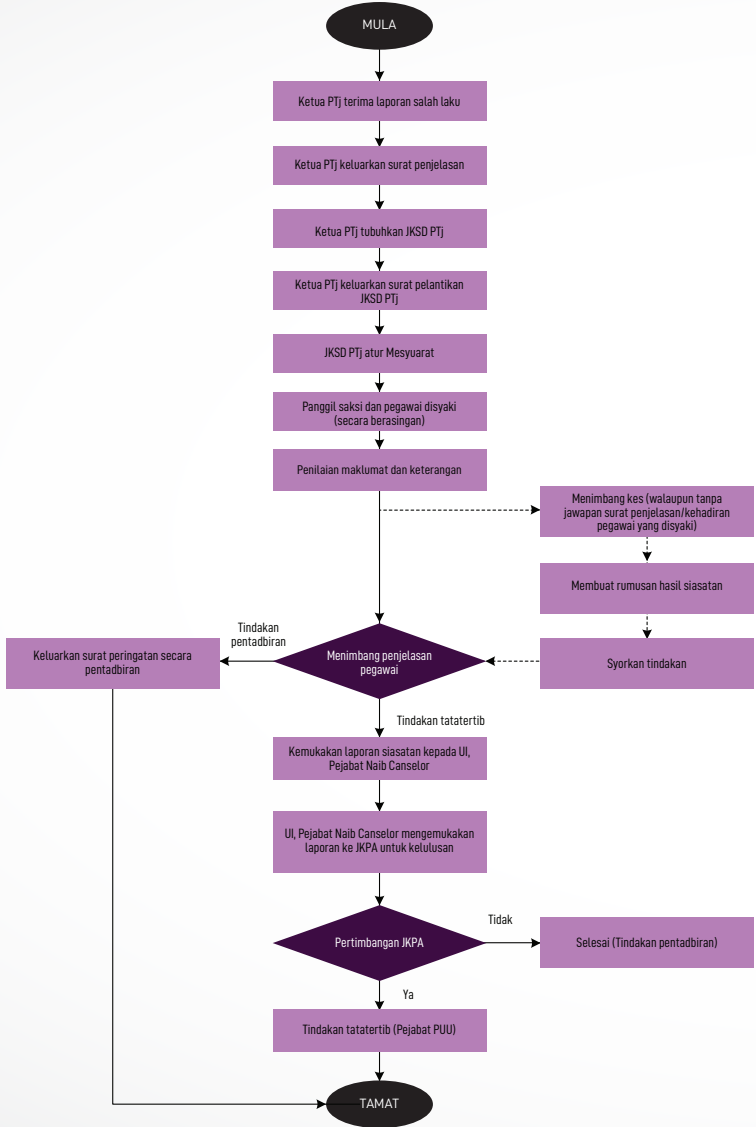 MULA
Ketua PTj terima laporan salah laku
Ketua PTj keluarkan surat penjelasan
Ketua PTj tubuhkan JKSD PTj
Ketua PTj keluarkan surat pelantikan
JKSD PTj
JKSD PTj atur Mesyuarat
Panggil saksi dan pegawai disyaki
(secara berasingan)
Penilaian maklumat dan keterangan
Menimbang kes (walaupun tanpa
jawapan surat penjelasan/kehadiran
pegawai yang disyaki)
Membuat rumusan hasil siasatan
Syorkan tindakan
Menimbang penjelasan
pegawai
Tindakan
pentadbiran
Keluarkan surat peringatan secara
pentadbiran
Tindakan tatatertib
Kemukakan laporan siasatan kepada UI,
Pejabat Naib Canselor
UI, Pejabat Naib Canselor mengemukakan
laporan ke JKPA untuk kelulusan
Pertimbangan JKPA
Tidak
Selesai (Tindakan pentadbiran)
Ya
Tindakan tatatertib (Pejabat PUU)
TAMAT